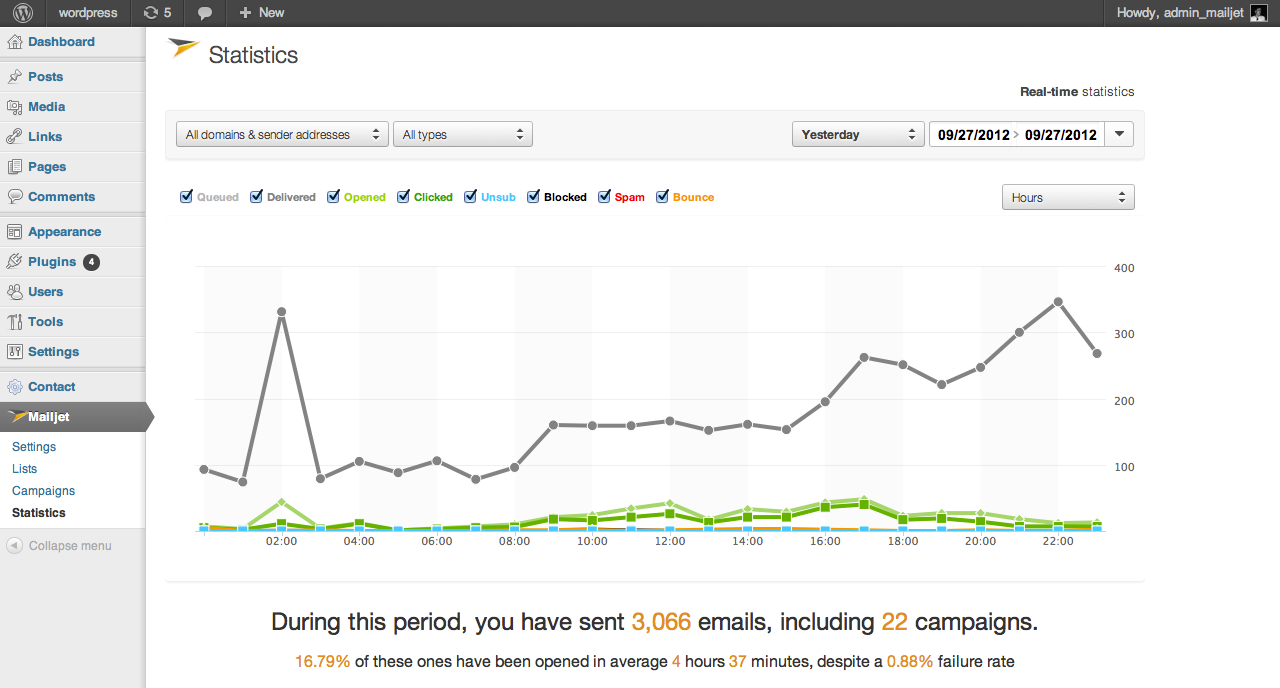 wordpress 5 + New Howdy, admin_mailjet
Dashboard
Posts
Media
Links
Pages
Comments
Appearance
Plugins 4
Users
Tools
Settings
Contact
Mailjet
Settings
Lists
Campaigns
Statistics
Collapse menu
Statistics
Real-time statistics
All domains & sender addresses All types Yesterday 09/27/2012 > 09/27/2012
Queued Delivered Opened Clicked Unsub Blocked Spam Bounce Hours
400
300
200
100
02:00 04:00 06:00 08:00 10:00 12:00 14:00 16:00 18:00 20:00 22:00
During this period, you have sent 3,066 emails, including 22 campaigns.
16.79% of these ones have been opened in average 4 hours 37 minutes, despite a 0.88% failure rate